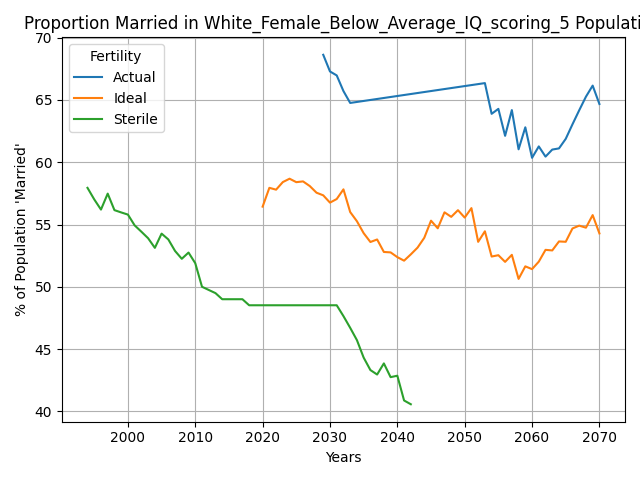 Proportion Married in White_Female_Below_Average_IQ_scoring_5 Populati
Fertility
Actual
Ideal
Sterile
% of Population 'Married'
70
65
60
55
50
45
40
2000 2010 2020 2030 2040 2050 2060 2070
Years